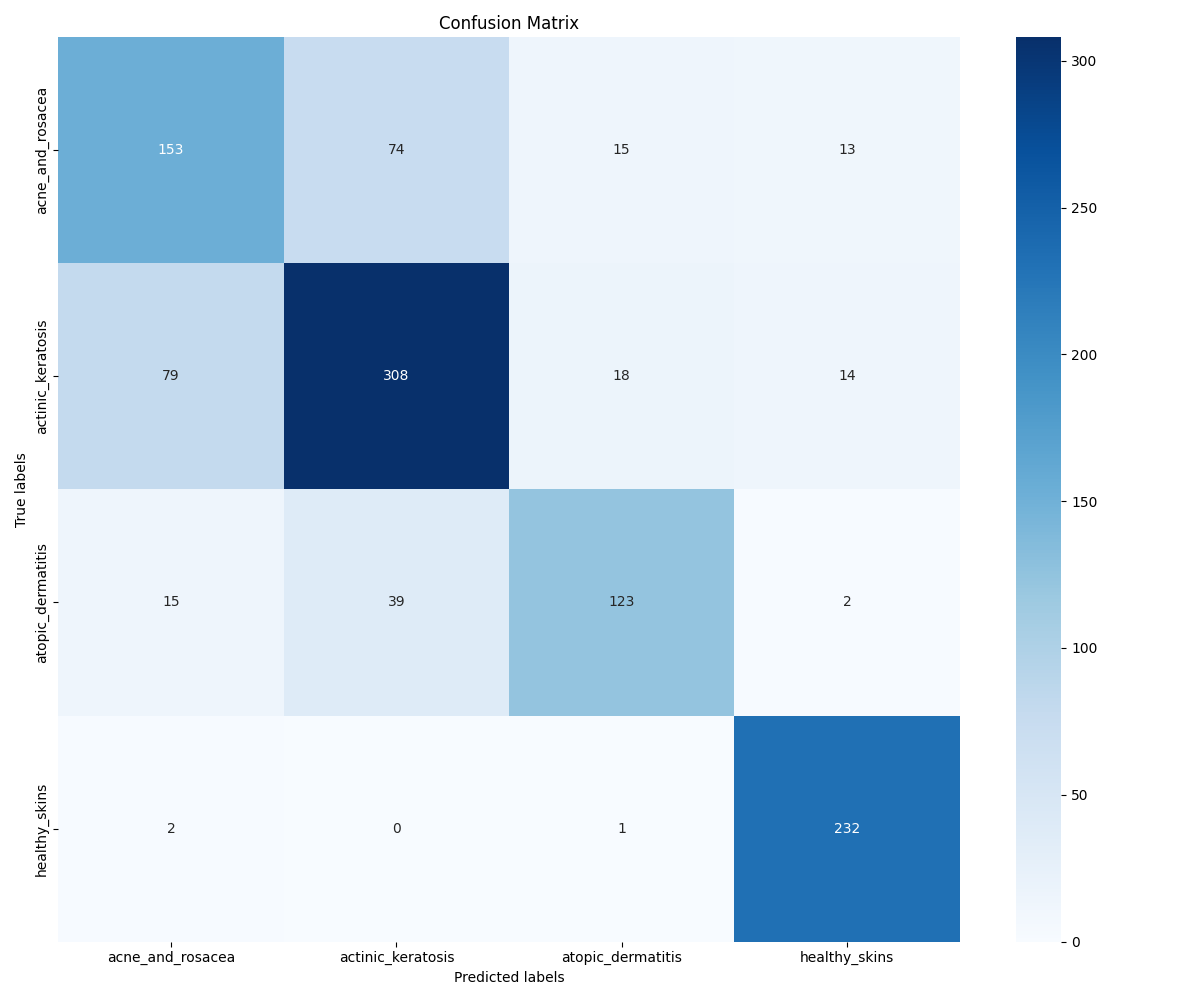 Confusion Matrix
True labels
acne_and_rosacea
153
74
15
13
actinic_keratosis
79
308
18
14
atopic_dermatitis
15
39
123
2
healthy_skins
2
0
1
232
acne_and_rosacea
actinic_keratosis
atopic_dermatitis
healthy_skins
Predicted labels
300
250
200
150
100
50
0